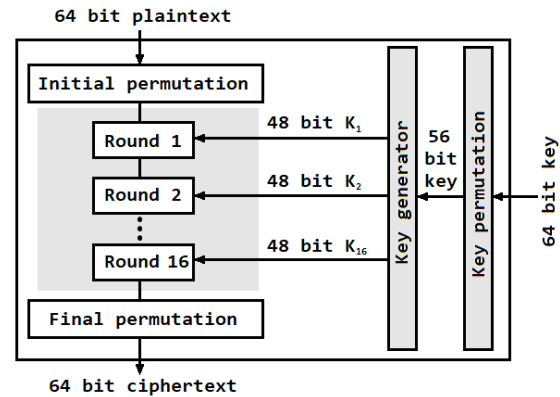 64 bit plaintext
Initial permutation
Round 1
48 bit K₁
Round 2
48 bit K₂
Round 16
48 bit K₁₆
Final permutation
64 bit ciphertext
Key generator
56
bit
key
Key permutation
64 bit key